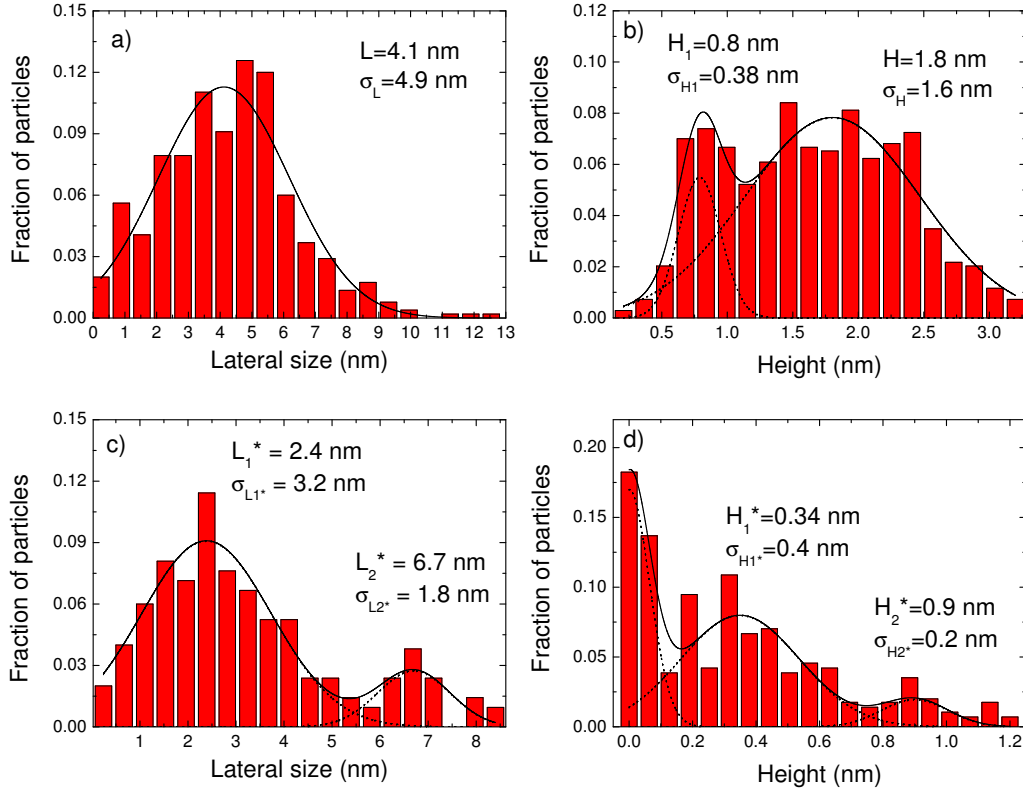 a)
L=4.1 nm
σL=4.9 nm
0.15
0.12
0.09
0.06
0.03
0.00
Fraction of particles
0 1 2 3 4 5 6 7 8 9 10 11 12 13
Lateral size (nm)
b)
H1=0.8 nm
σH1=0.38 nm
H=1.8 nm
σH=1.6 nm
0.12
0.10
0.08
0.06
0.04
0.02
0.00
Fraction of particles
0.5 1.0 1.5 2.0 2.5 3.0
Height (nm)
c)
L1* = 2.4 nm
σL1* = 3.2 nm
L2* = 6.7 nm
σL2* = 1.8 nm
0.15
0.12
0.09
0.06
0.03
0.00
Fraction of particles
1 2 3 4 5 6 7 8
Lateral size (nm)
d)
H1*=0.34 nm
σH1*=0.4 nm
H2*=0.9 nm
σH2*=0.2 nm
0.20
0.15
0.10
0.05
0.00
Fraction of particles
0.0 0.2 0.4 0.6 0.8 1.0 1.2
Height (nm)